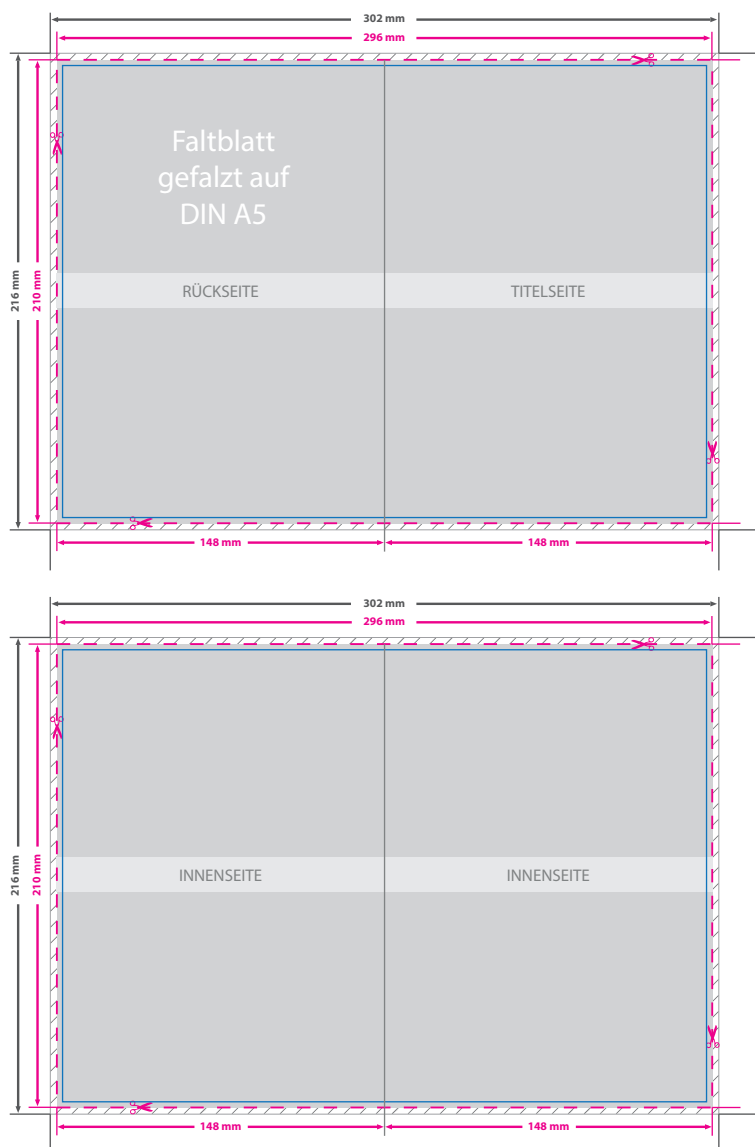 302 mm
296 mm
Faltblatt
gefalzt auf
DIN A5
216 mm
210 mm
RÜCKSEITE
TITELSEITE
148 mm
148 mm
302 mm
296 mm
216 mm
210 mm
INNENSEITE
INNENSEITE
148 mm
148 mm